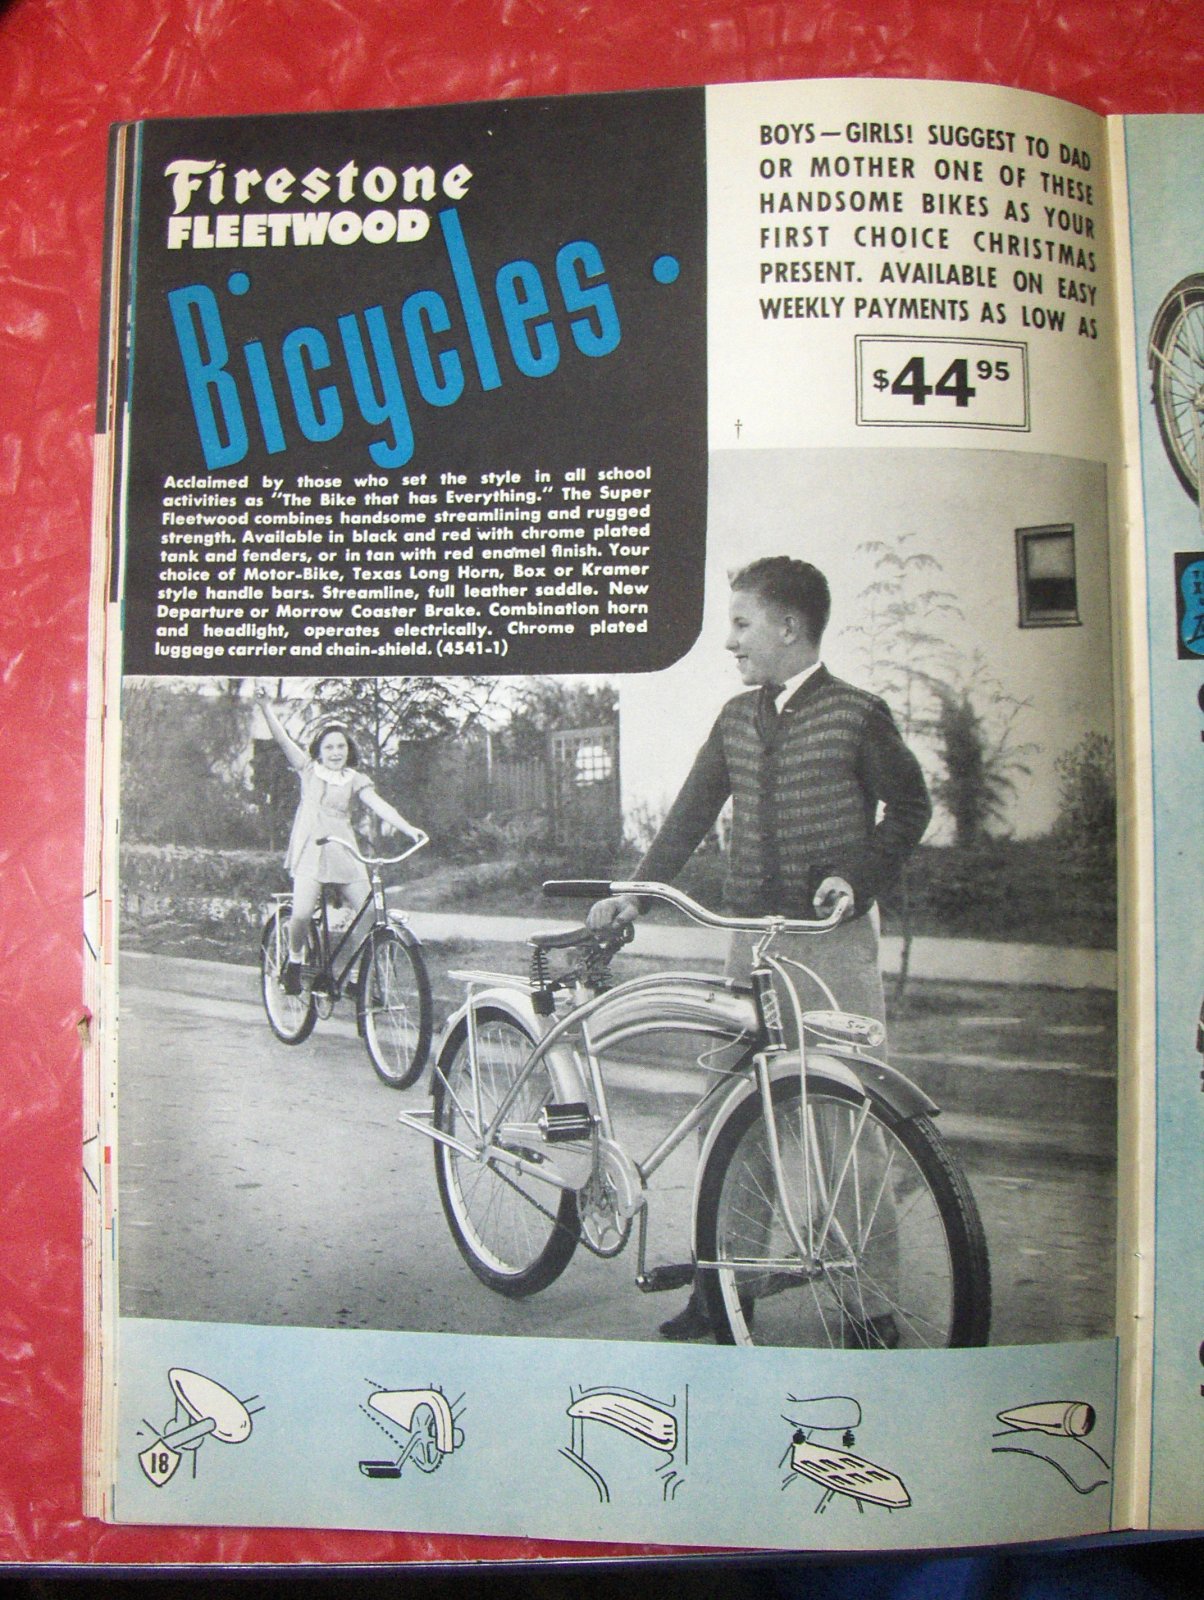 Firestone
FLEETWOOD
Bicycles •
BOYS — GIRLS! SUGGEST TO DAD
OR MOTHER ONE OF THESE
HANDSOME BIKES AS YOUR
FIRST CHOICE CHRISTMAS
PRESENT. AVAILABLE ON EASY
WEEKLY PAYMENTS AS LOW AS
$44 95
†
Acclaimed by those who set the style in all school
activities as "The Bike that has Everything." The Super
Fleetwood combines handsome streamlining and rugged
strength. Available in black and red with chrome plated
tank and fenders, or in tan with red enamel finish. Your
choice of Motor-Bike, Texas Long Horn, Box or Kramer
style handle bars. Streamline, full leather saddle. New
Departure or Morrow Coaster Brake. Combination horn
and headlight, operates electrically. Chrome plated
luggage carrier and chain-shield. (4541-1)
18